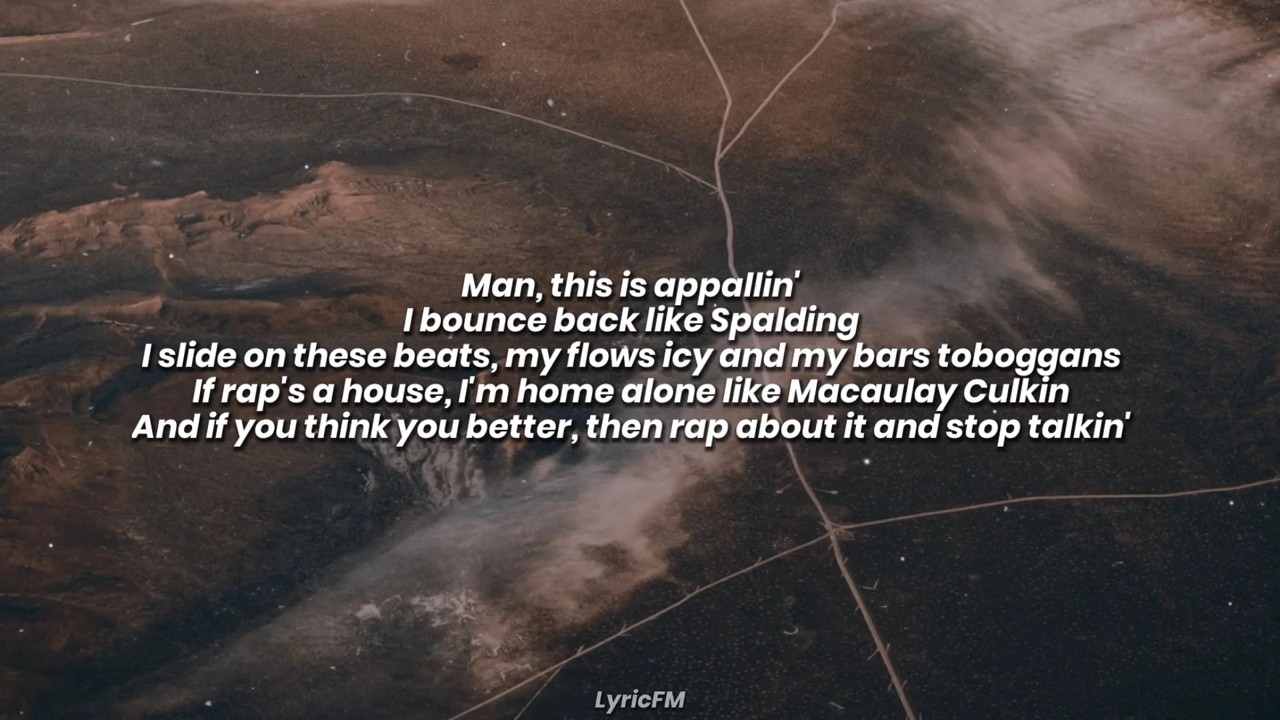 Man, this is appallin'
I bounce back like Spalding
I slide on these beats, my flows icy and my bars toboggans
If rap's a house, I'm home alone like Macaulay Culkin
And if you think you better, then rap about it and stop talkin'
LyricFM